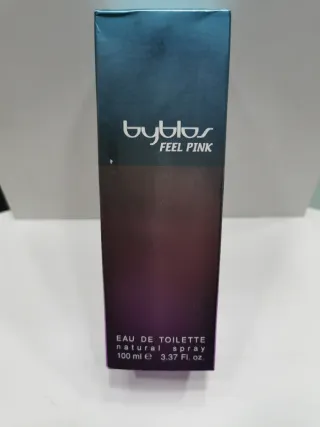 byblos
FEEL PINK
EAU DE TOILETTE
natural spray
100 ml ℮ 3.37 Fl. oz.